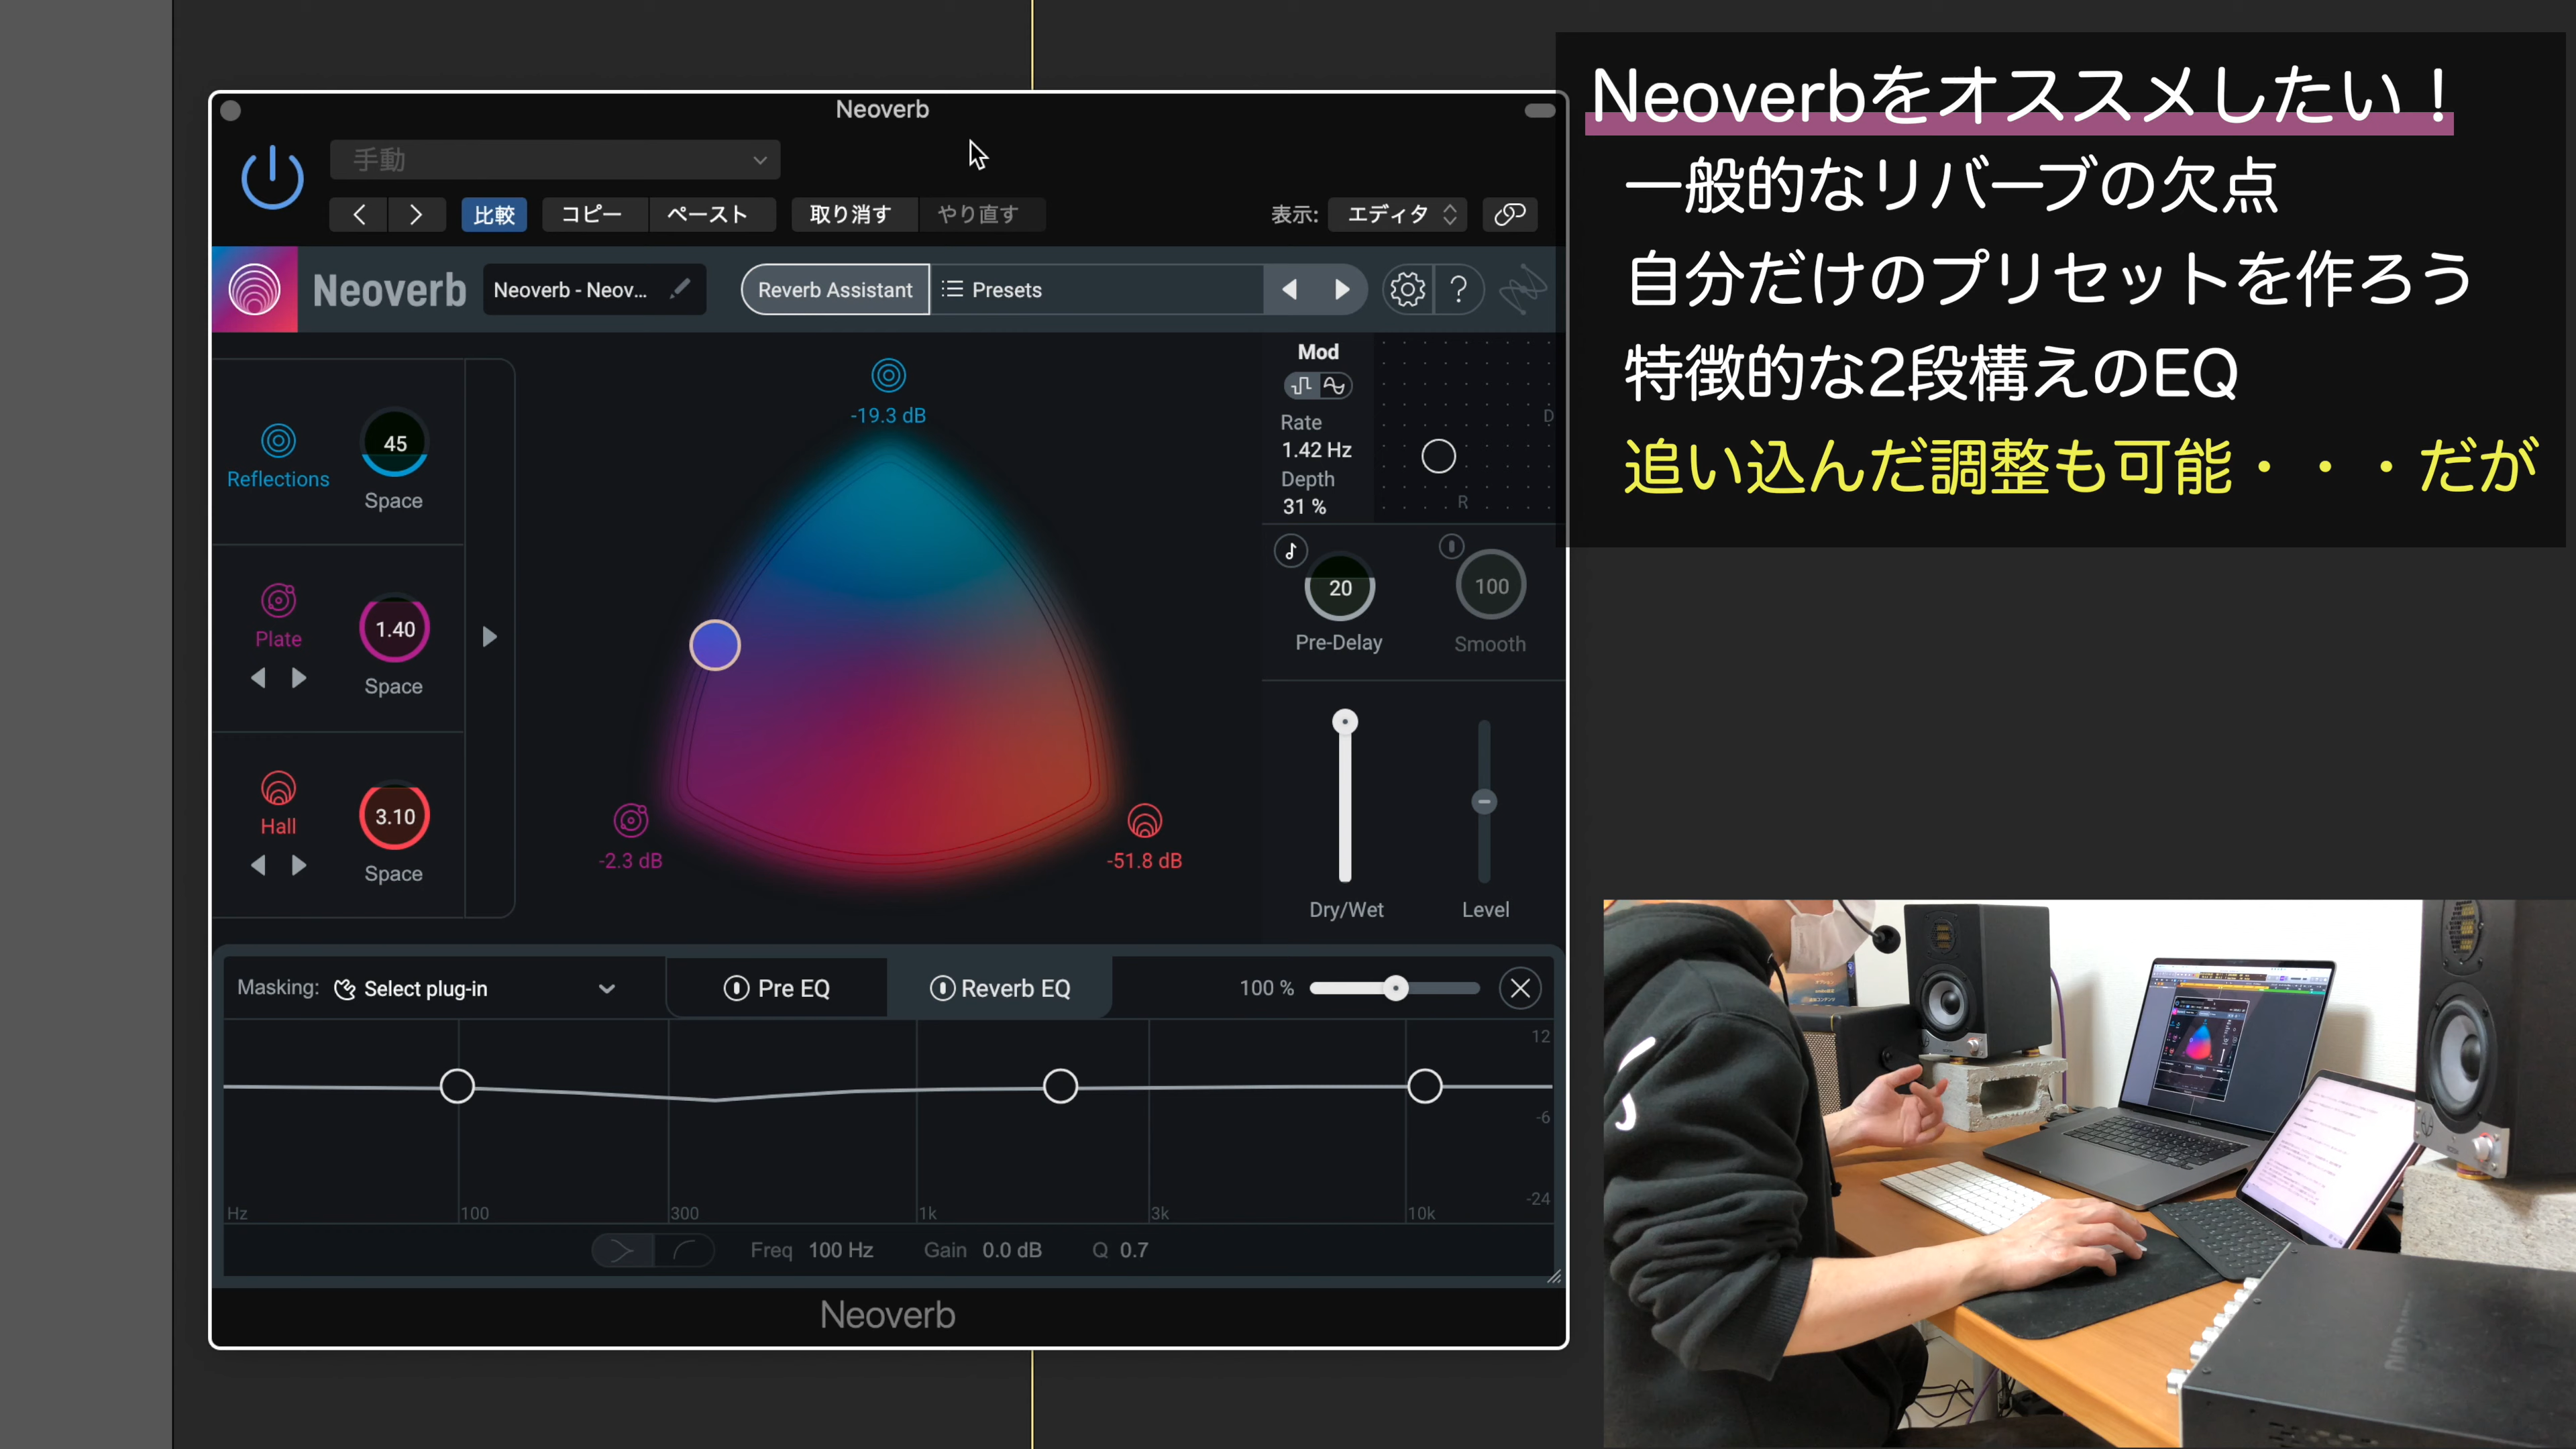 Neoverb
手動
比較 コピー ペースト 取り消す やり直す 表示: エディタ
Neoverb Neoverb - Neov... Reverb Assistant Presets ?
Reflections 45 Space
Plate 1.40 Space
Hall 3.10 Space
-19.3 dB
-2.3 dB
-51.8 dB
Mod
Rate
1.42 Hz
Depth
31 %
D
R
20 100
Pre-Delay Smooth
Dry/Wet Level
Masking: Select plug-in Pre EQ Reverb EQ 100 %
12
-6
-24
Hz 100 300 1k 3k 10k
Freq 100 Hz Gain 0.0 dB Q 0.7
Neoverb
Neoverbをオススメしたい！
一般的なリバーブの欠点
自分だけのプリセットを作ろう
特徴的な2段構えのEQ
追い込んだ調整も可能・・・だが